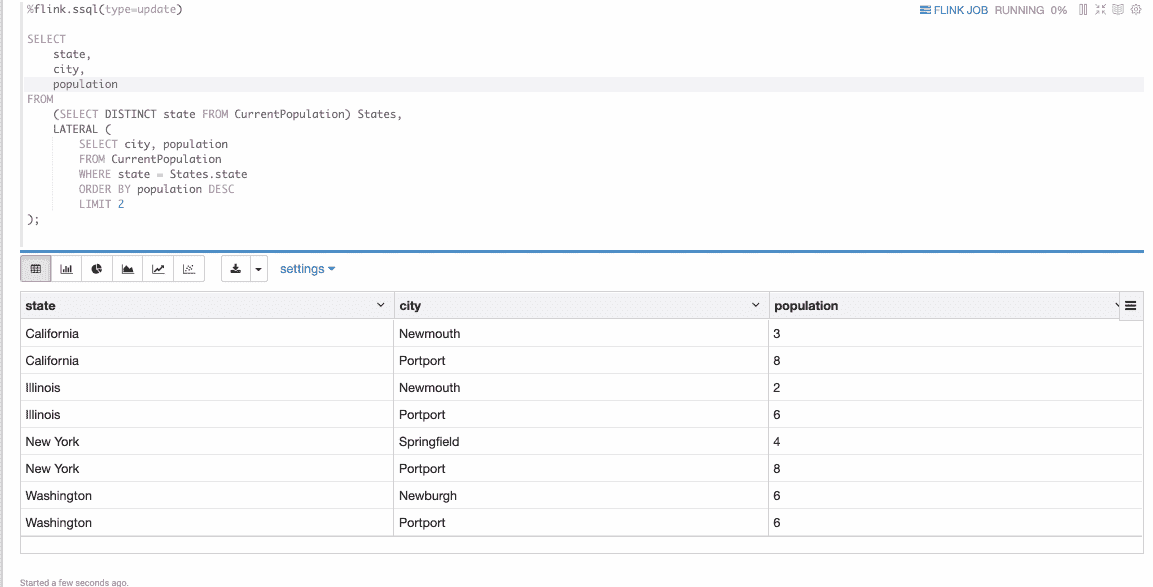 %flink.ssql(type=update)
FLINK JOB RUNNING 0%
SELECT
state,
city,
population
FROM
(SELECT DISTINCT state FROM CurrentPopulation) States,
LATERAL (
SELECT city, population
FROM CurrentPopulation
WHERE state = States.state
ORDER BY population DESC
LIMIT 2
);
settings
state city population
California Newmouth 3
California Portport 8
Illinois Newmouth 2
Illinois Portport 6
New York Springfield 4
New York Portport 8
Washington Newburgh 6
Washington Portport 6
Started a few seconds ago.